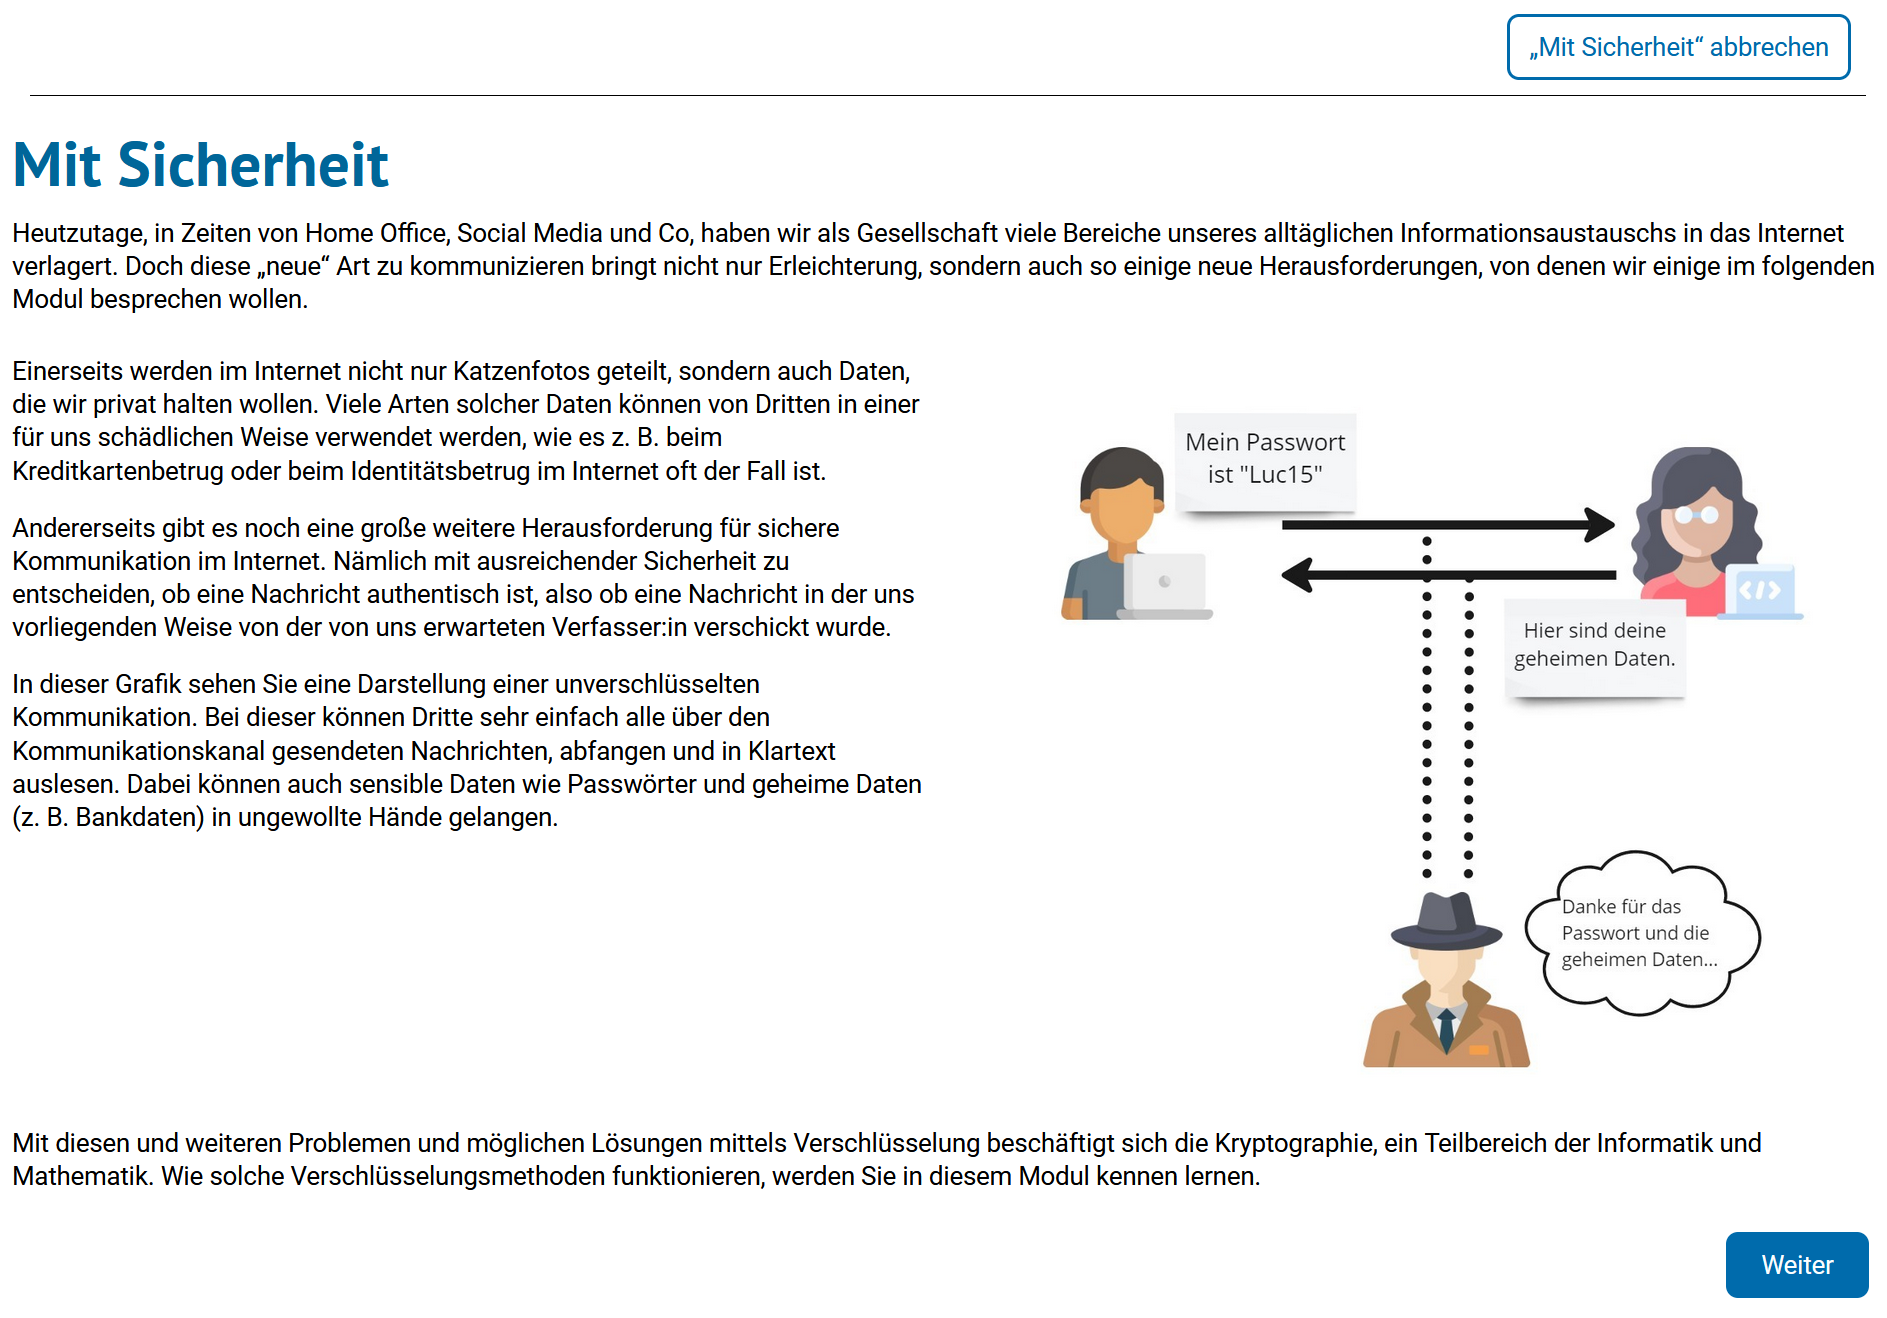 „Mit Sicherheit“ abbrechen
Mit Sicherheit
Heutzutage, in Zeiten von Home Office, Social Media und Co, haben wir als Gesellschaft viele Bereiche unseres alltäglichen Informationsaustauschs in das Internet
verlagert. Doch diese „neue“ Art zu kommunizieren bringt nicht nur Erleichterung, sondern auch so einige neue Herausforderungen, von denen wir einige im folgenden
Modul besprechen wollen.
Einerseits werden im Internet nicht nur Katzenfotos geteilt, sondern auch Daten,
die wir privat halten wollen. Viele Arten solcher Daten können von Dritten in einer
für uns schädlichen Weise verwendet werden, wie es z. B. beim
Kreditkartenbetrug oder beim Identitätsbetrug im Internet oft der Fall ist.
Andererseits gibt es noch eine große weitere Herausforderung für sichere
Kommunikation im Internet. Nämlich mit ausreichender Sicherheit zu
entscheiden, ob eine Nachricht authentisch ist, also ob eine Nachricht in der uns
vorliegenden Weise von der von uns erwarteten Verfasser:in verschickt wurde.
In dieser Grafik sehen Sie eine Darstellung einer unverschlüsselten
Kommunikation. Bei dieser können Dritte sehr einfach alle über den
Kommunikationskanal gesendeten Nachrichten, abfangen und in Klartext
auslesen. Dabei können auch sensible Daten wie Passwörter und geheime Daten
(z. B. Bankdaten) in ungewollte Hände gelangen.
Mein Passwort
ist "Luc15"
</>
Hier sind deine
geheimen Daten.
Danke für das
Passwort und die
geheimen Daten...
Mit diesen und weiteren Problemen und möglichen Lösungen mittels Verschlüsselung beschäftigt sich die Kryptographie, ein Teilbereich der Informatik und
Mathematik. Wie solche Verschlüsselungsmethoden funktionieren, werden Sie in diesem Modul kennen lernen.
Weiter